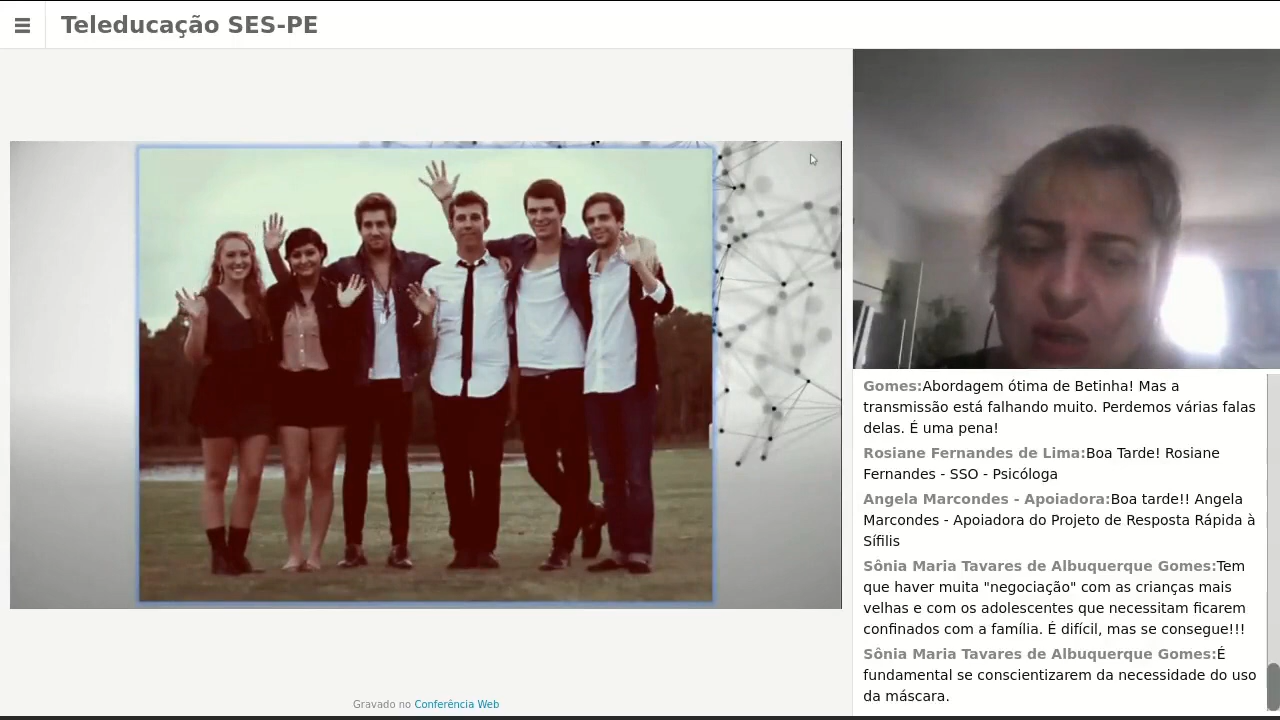 Teleducação SES-PE
Gomes:Abordagem ótima de Betinha! Mas a
transmissão está falhando muito. Perdemos várias falas
delas. É uma pena!
Rosiane Fernandes de Lima:Boa Tarde! Rosiane
Fernandes - SSO - Psicóloga
Angela Marcondes - Apoiadora:Boa tarde!! Angela
Marcondes - Apoiadora do Projeto de Resposta Rápida à
Sífilis
Sônia Maria Tavares de Albuquerque Gomes:Tem
que haver muita "negociação" com as crianças mais
velhas e com os adolescentes que necessitam ficarem
confinados com a família. É difícil, mas se consegue!!!
Sônia Maria Tavares de Albuquerque Gomes:É
fundamental se conscientizarem da necessidade do uso
da máscara.
Gravado no Conferência Web